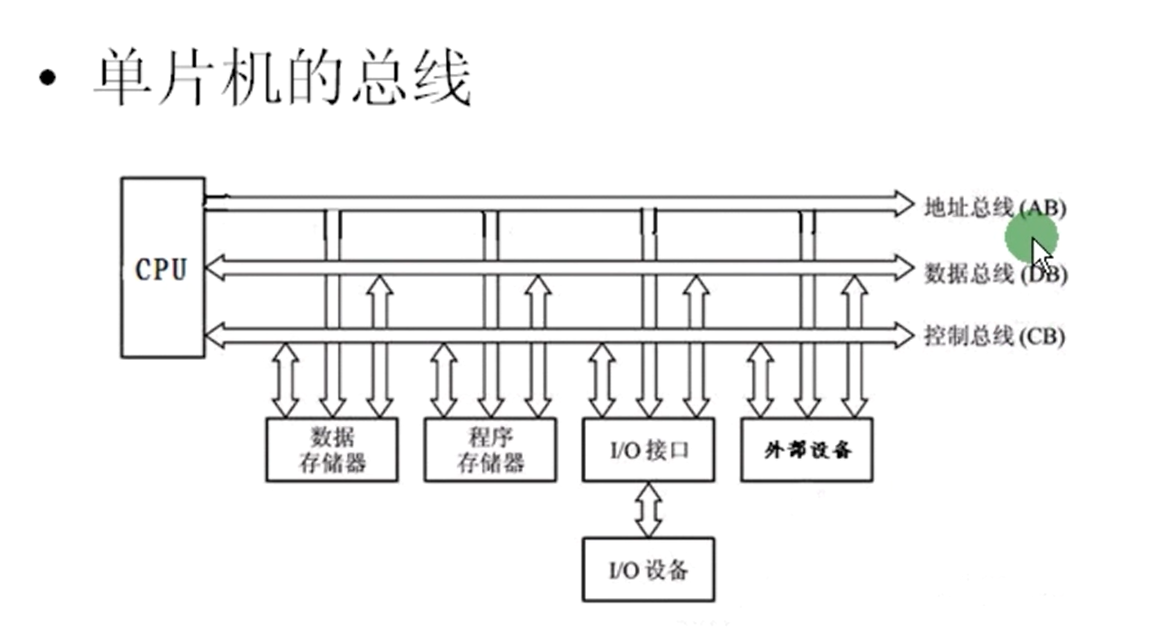 • 单片机的总线
CPU
地址总线(AB)
数据总线(DB)
控制总线(CB)
数据
存储器
程序
存储器
I/O 接口
外部设备
I/O 设备